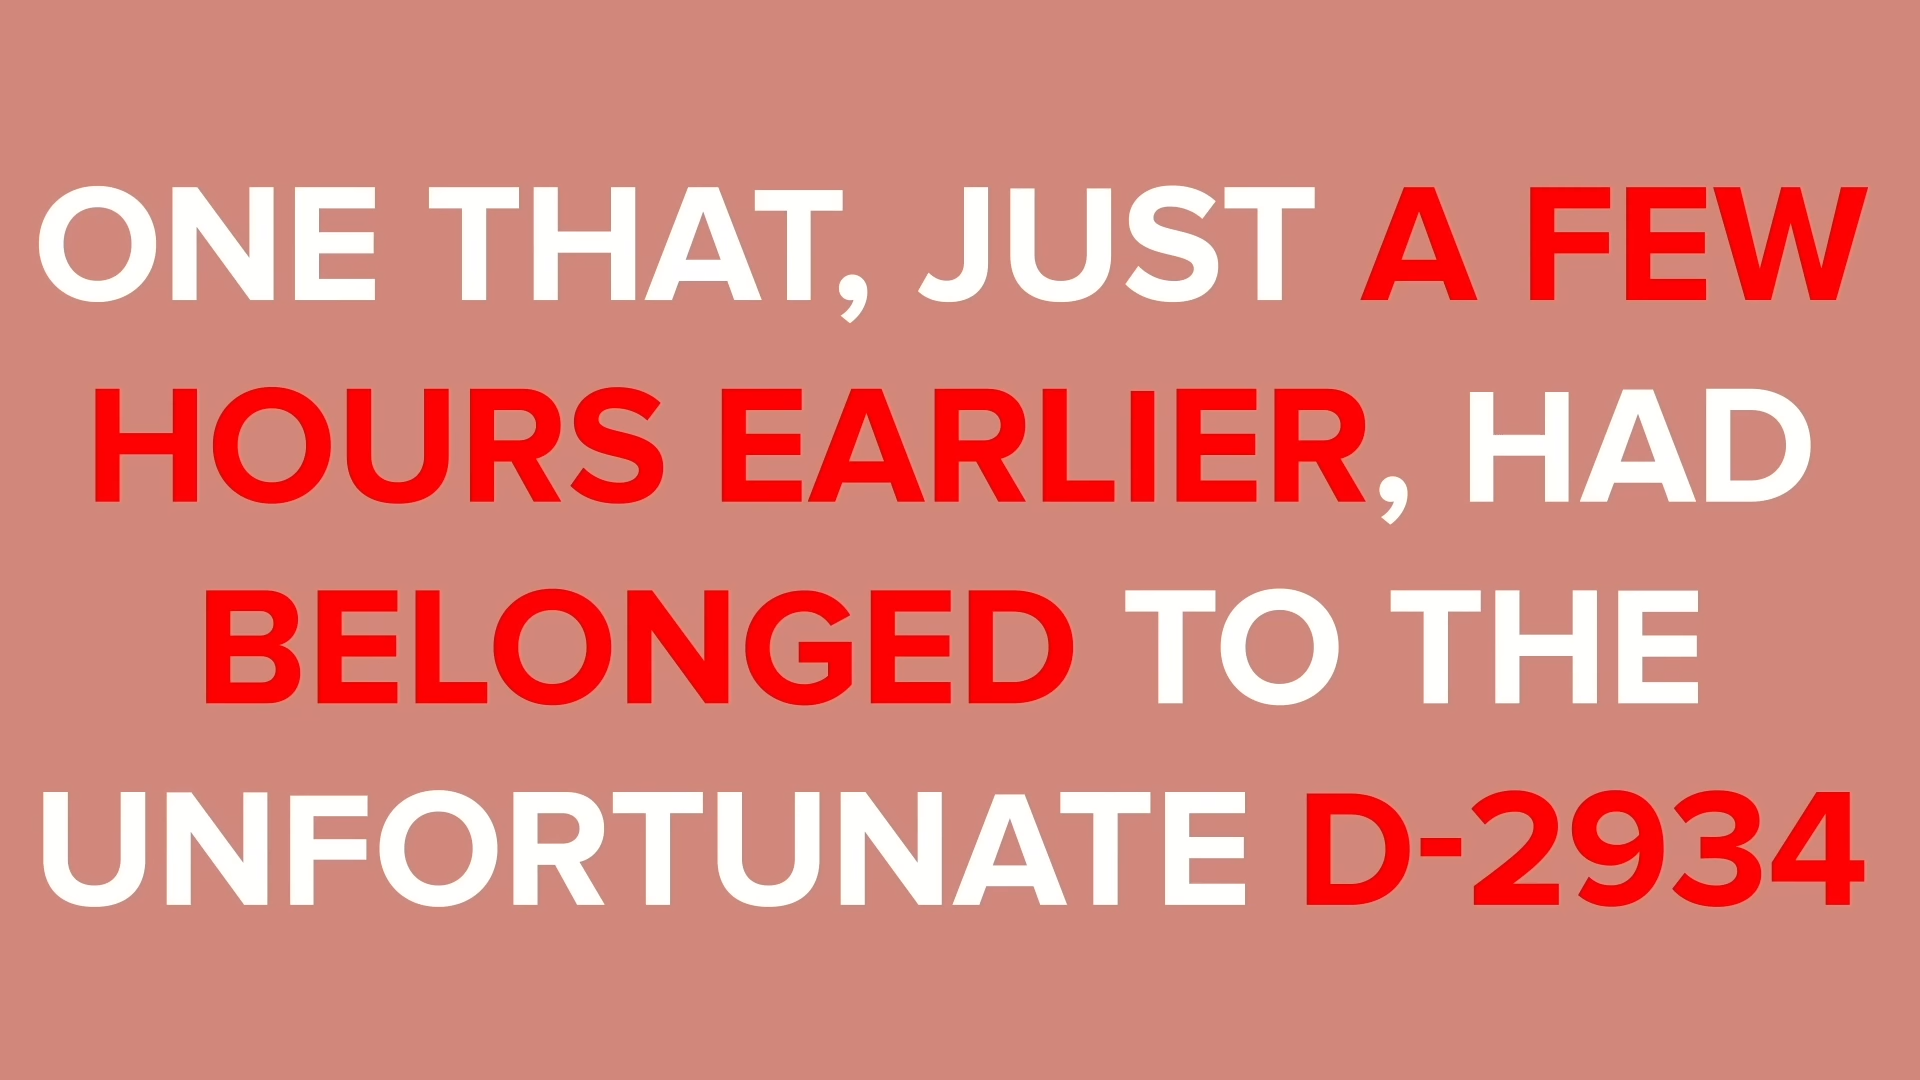 ONE THAT, JUST A FEW
HOURS EARLIER, HAD
BELONGED TO THE
UNFORTUNATE D-2934